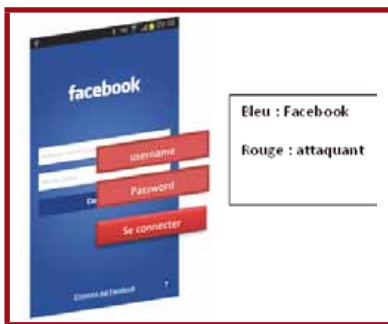 facebook
username
Password
Se connecter
Bleu : Facebook
Rouge : attaquant